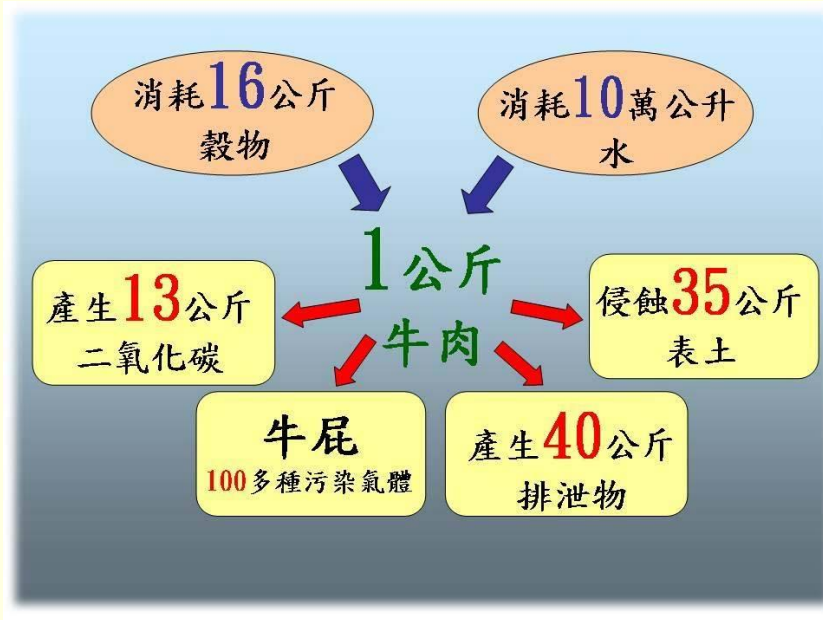 消耗16公斤
穀物
消耗10萬公升
水
1公斤
牛肉
產生13公斤
二氧化碳
侵蝕35公斤
表土
牛屁
100多種污染氣體
產生40公斤
排泄物